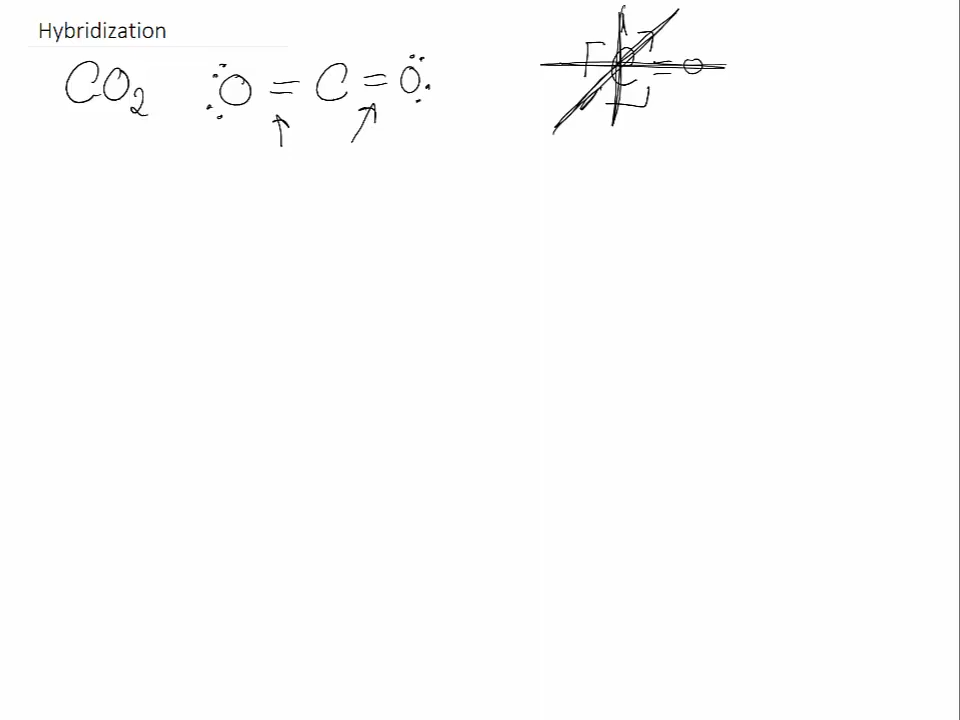 Hybridization
CO2 O = C = O
C = O